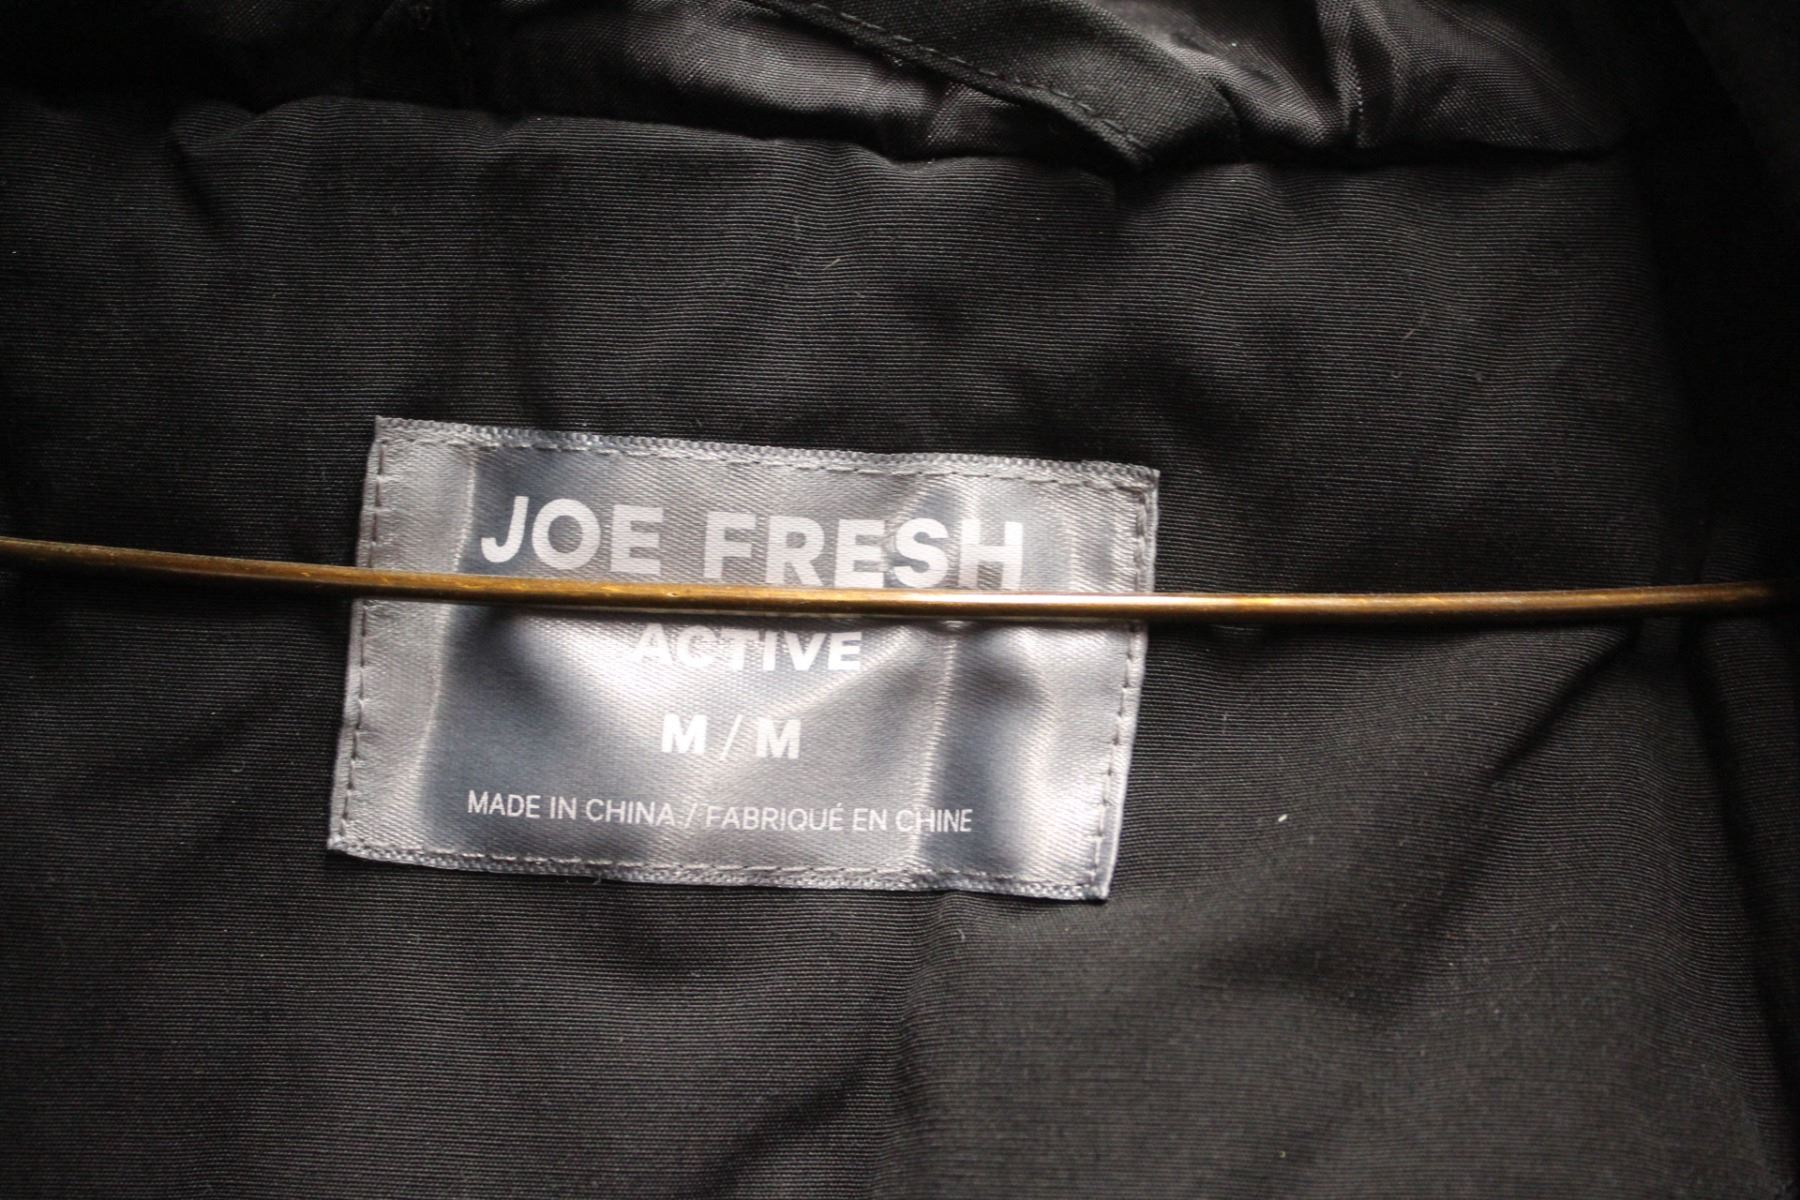 JOE FRESH
ACTIVE
M / M
MADE IN CHINA / FABRIQUÉ EN CHINE